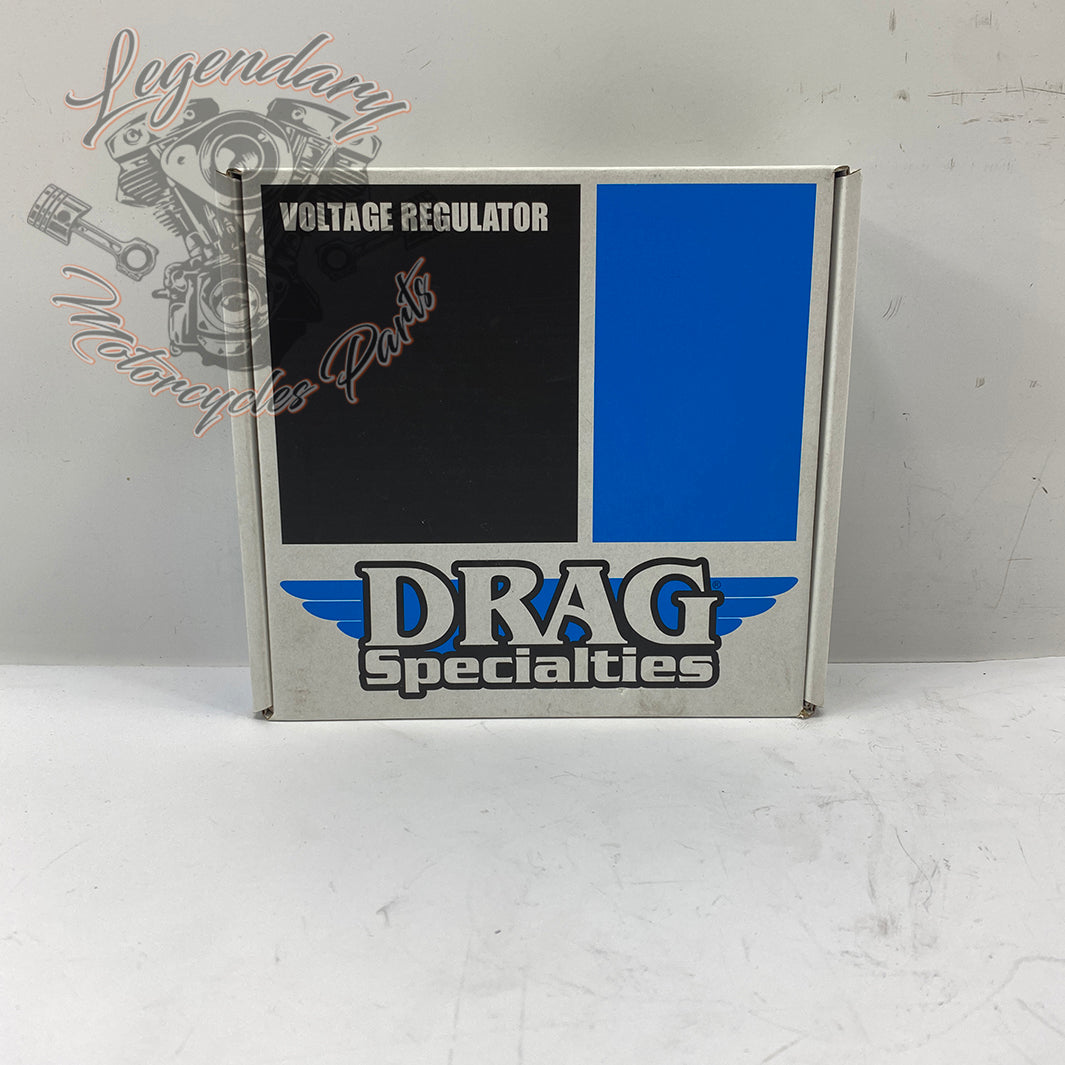 Legendary
Motorcycles Parts
VOLTAGE REGULATOR
DRAG®
Specialties